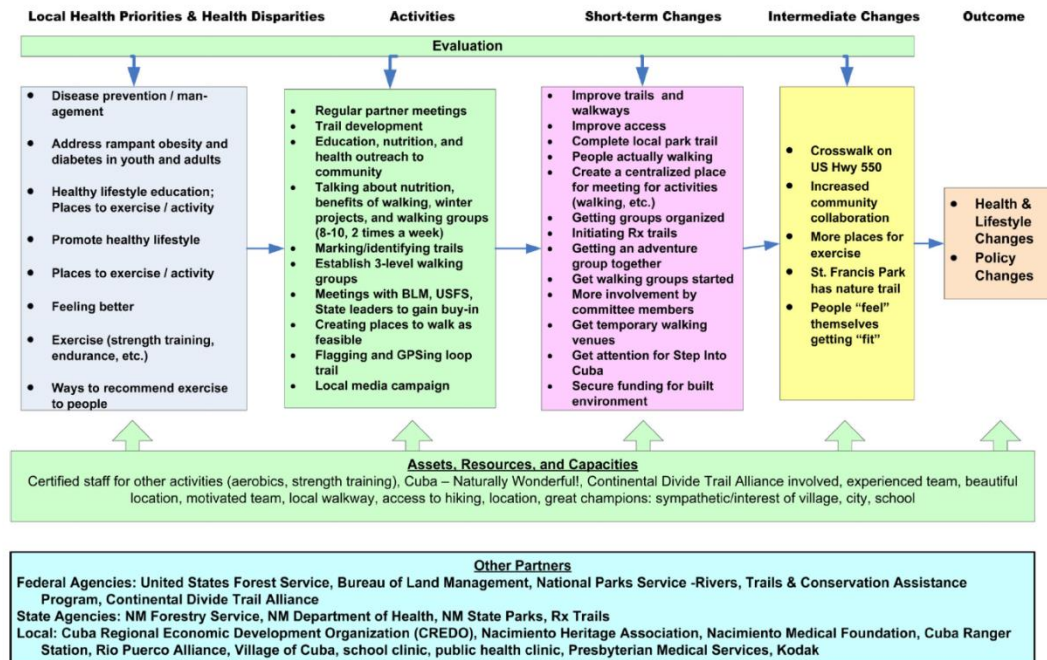 Local Health Priorities & Health Disparities
Activities
Short-term Changes
Intermediate Changes
Outcome
Evaluation
• Disease prevention / man-
agement
• Address rampant obesity and
diabetes in youth and adults
• Healthy lifestyle education;
Places to exercise / activity
• Promote healthy lifestyle
• Places to exercise / activity
• Feeling better
• Exercise (strength training,
endurance, etc.)
• Ways to recommend exercise
to people
• Regular partner meetings
• Trail development
• Education, nutrition, and
health outreach to
community
• Talking about nutrition,
benefits of walking, winter
projects, and walking groups
(8-10, 2 times a week)
• Marking/identifying trails
• Establish 3-level walking
groups
• Meetings with BLM, USFS,
State leaders to gain buy-in
• Creating places to walk as
feasible
• Flagging and GPSing loop
trail
• Local media campaign
• Improve trails and
walkways
• Improve access
• Complete local park trail
• People actually walking
• Create a centralized place
for meeting for activities
(walking, etc.)
• Getting groups organized
• Initiating Rx trails
• Getting an adventure
group together
• Get walking groups started
• More involvement by
committee members
• Get temporary walking
venues
• Get attention for Step Into
Cuba
• Secure funding for built
environment
• Crosswalk on
US Hwy 550
• Increased
community
collaboration
• More places for
exercise
• St. Francis Park
has nature trail
• People “feel”
themselves
getting “fit”
• Health &
Lifestyle
Changes
• Policy
Changes
Assets, Resources, and Capacities
Certified staff for other activities (aerobics, strength training), Cuba – Naturally Wonderful!, Continental Divide Trail Alliance involved, experienced team, beautiful
location, motivated team, local walkway, access to hiking, location, great champions: sympathetic/interest of village, city, school
Other Partners
Federal Agencies: United States Forest Service, Bureau of Land Management, National Parks Service -Rivers, Trails & Conservation Assistance
Program, Continental Divide Trail Alliance
State Agencies: NM Forestry Service, NM Department of Health, NM State Parks, Rx Trails
Local: Cuba Regional Economic Development Organization (CREDO), Nacimiento Heritage Association, Nacimiento Medical Foundation, Cuba Ranger
Station, Rio Puerco Alliance, Village of Cuba, school clinic, public health clinic, Presbyterian Medical Services, Kodak